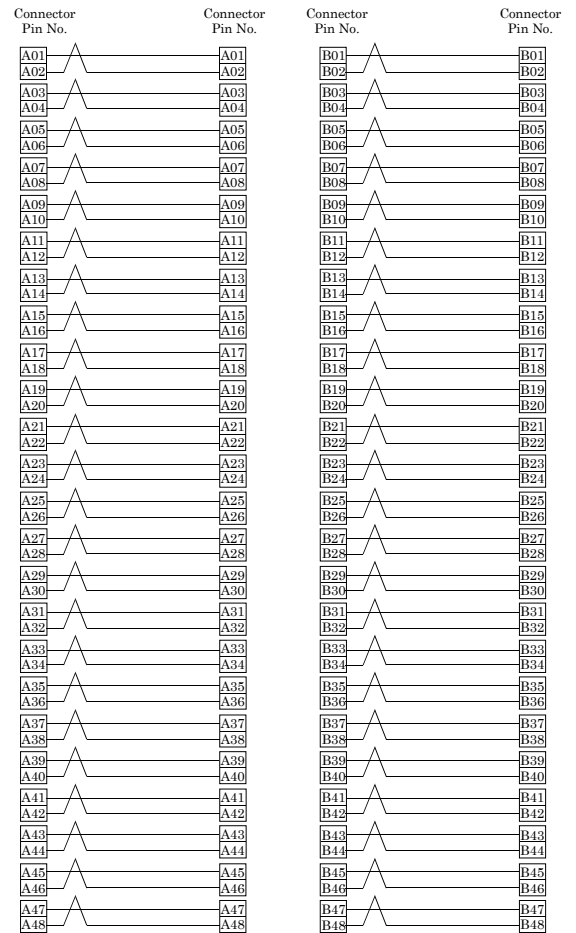 Connector Connector Connector Connector
Pin No. Pin No. Pin No. Pin No.
A01 A01 B01 B01
A02 A02 B02 B02
A03 A03 B03 B03
A04 A04 B04 B04
A05 A05 B05 B05
A06 A06 B06 B06
A07 A07 B07 B07
A08 A08 B08 B08
A09 A09 B09 B09
A10 A10 B10 B10
A11 A11 B11 B11
A12 A12 B12 B12
A13 A13 B13 B13
A14 A14 B14 B14
A15 A15 B15 B15
A16 A16 B16 B16
A17 A17 B17 B17
A18 A18 B18 B18
A19 A19 B19 B19
A20 A20 B20 B20
A21 A21 B21 B21
A22 A22 B22 B22
A23 A23 B23 B23
A24 A24 B24 B24
A25 A25 B25 B25
A26 A26 B26 B26
A27 A27 B27 B27
A28 A28 B28 B28
A29 A29 B29 B29
A30 A30 B30 B30
A31 A31 B31 B31
A32 A32 B32 B32
A33 A33 B33 B33
A34 A34 B34 B34
A35 A35 B35 B35
A36 A36 B36 B36
A37 A37 B37 B37
A38 A38 B38 B38
A39 A39 B39 B39
A40 A40 B40 B40
A41 A41 B41 B41
A42 A42 B42 B42
A43 A43 B43 B43
A44 A44 B44 B44
A45 A45 B45 B45
A46 A46 B46 B46
A47 A47 B47 B47
A48 A48 B48 B48